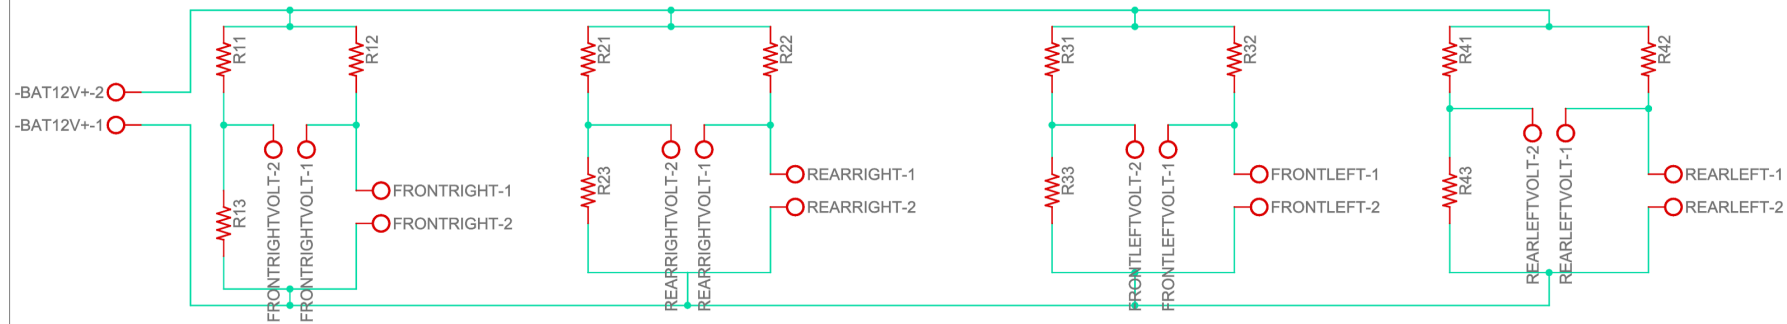 R11
R12
R21
R22
R31
R32
R41
R42
-BAT12V+-2
-BAT12V+-1
R13
FRONTRIGHTVOLT-2
FRONTRIGHTVOLT-1
FRONTRIGHT-1
FRONTRIGHT-2
R23
REARRIGHTVOLT-2
REARRIGHTVOLT-1
REARRIGHT-1
REARRIGHT-2
R33
FRONTLEFTVOLT-2
FRONTLEFTVOLT-1
FRONTLEFT-1
FRONTLEFT-2
R43
REARLEFTVOLT-2
REARLEFTVOLT-1
REARLEFT-1
REARLEFT-2